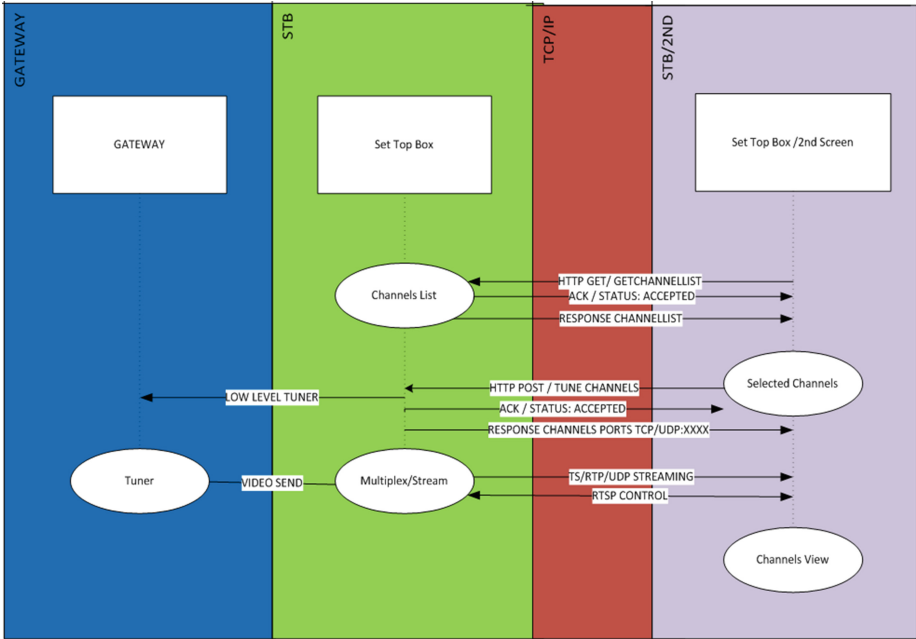 GATEWAY
STB
TCP/IP
STB/2ND
GATEWAY
Set Top Box
Set Top Box /2nd Screen
Channels List
HTTP GET/ GETCHANNELLIST
ACK / STATUS: ACCEPTED
RESPONSE CHANNELLIST
Selected Channels
HTTP POST / TUNE CHANNELS
LOW LEVEL TUNER
ACK / STATUS: ACCEPTED
RESPONSE CHANNELS PORTS TCP/UDP:XXXX
Tuner
VIDEO SEND
Multiplex/Stream
TS/RTP/UDP STREAMING
RTSP CONTROL
Channels View